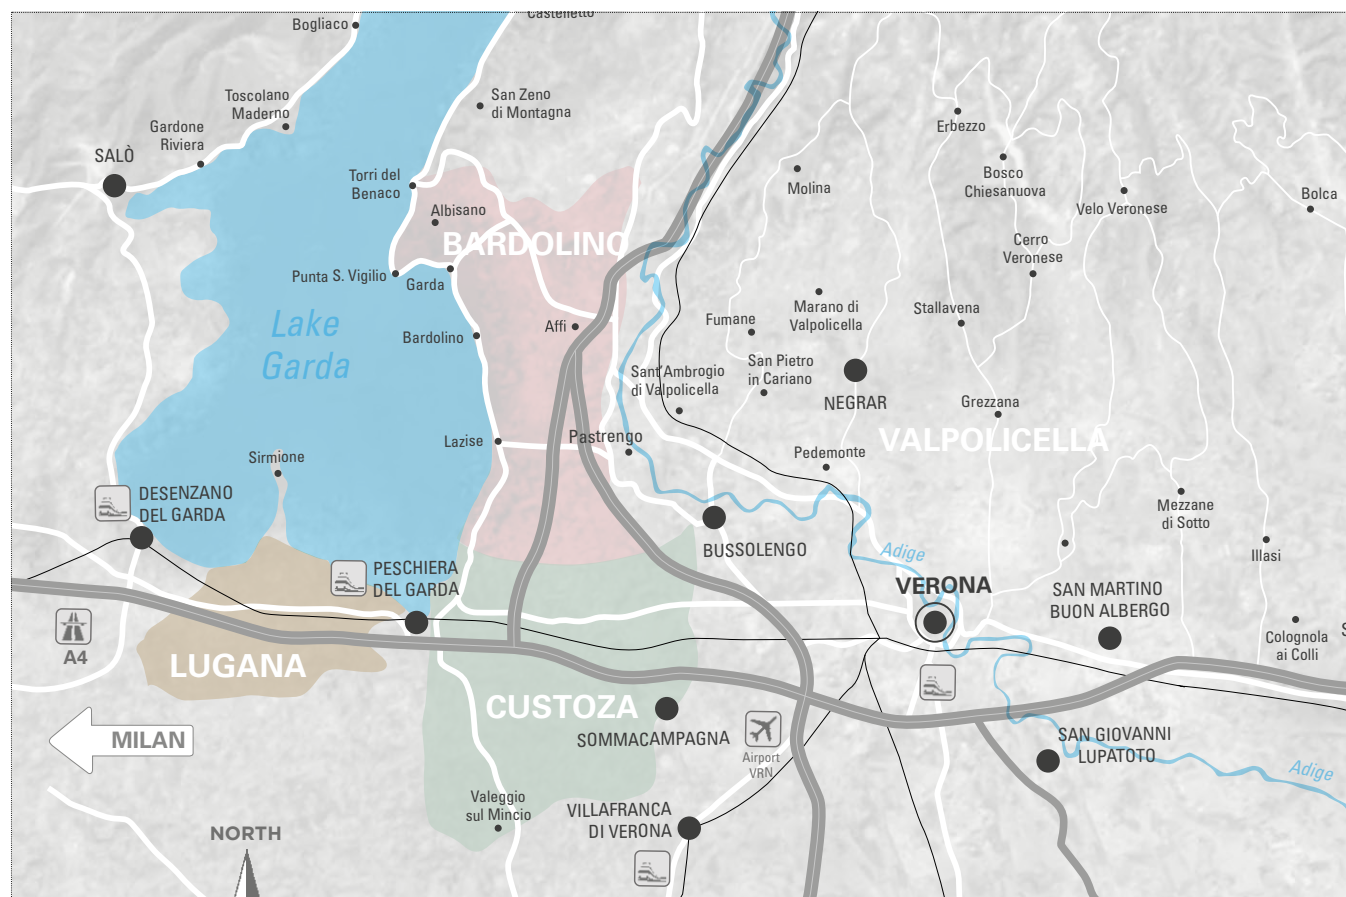 Castelletto
Bogliaco
Toscolano
Maderno
San Zeno
di Montagna
Gardone
Riviera
SALÒ
Torri del
Benaco
Albisano
BARDOLINO
Punta S. Vigilio
Garda
Lake
Garda
Bardolino
Affi
Lazise
Sirmione
Pastrengo
DESENZANO
DEL GARDA
PESCHIERA
DEL GARDA
A4
LUGANA
CUSTOZA
MILAN
NORTH
Valeggio
sul Mincio
SOMMACAMPAGNA
VILLAFRANCA
DI VERONA
Airport
VRN
BUSSOLENGO
Erbezzo
Molina
Bosco
Chiesanuova
Velo Veronese
Bolca
Cerro
Veronese
Marano di
Valpolicella
Fumane
Stallavena
San Pietro
in Cariano
Sant'Ambrogio
di Valpolicella
NEGRAR
Grezzana
VALPOLICELLA
Pedemonte
Mezzane
di Sotto
Illasi
Adige
VERONA
SAN MARTINO
BUON ALBERGO
Colognola
ai Colli
S
SAN GIOVANNI
LUPATOTO
Adige